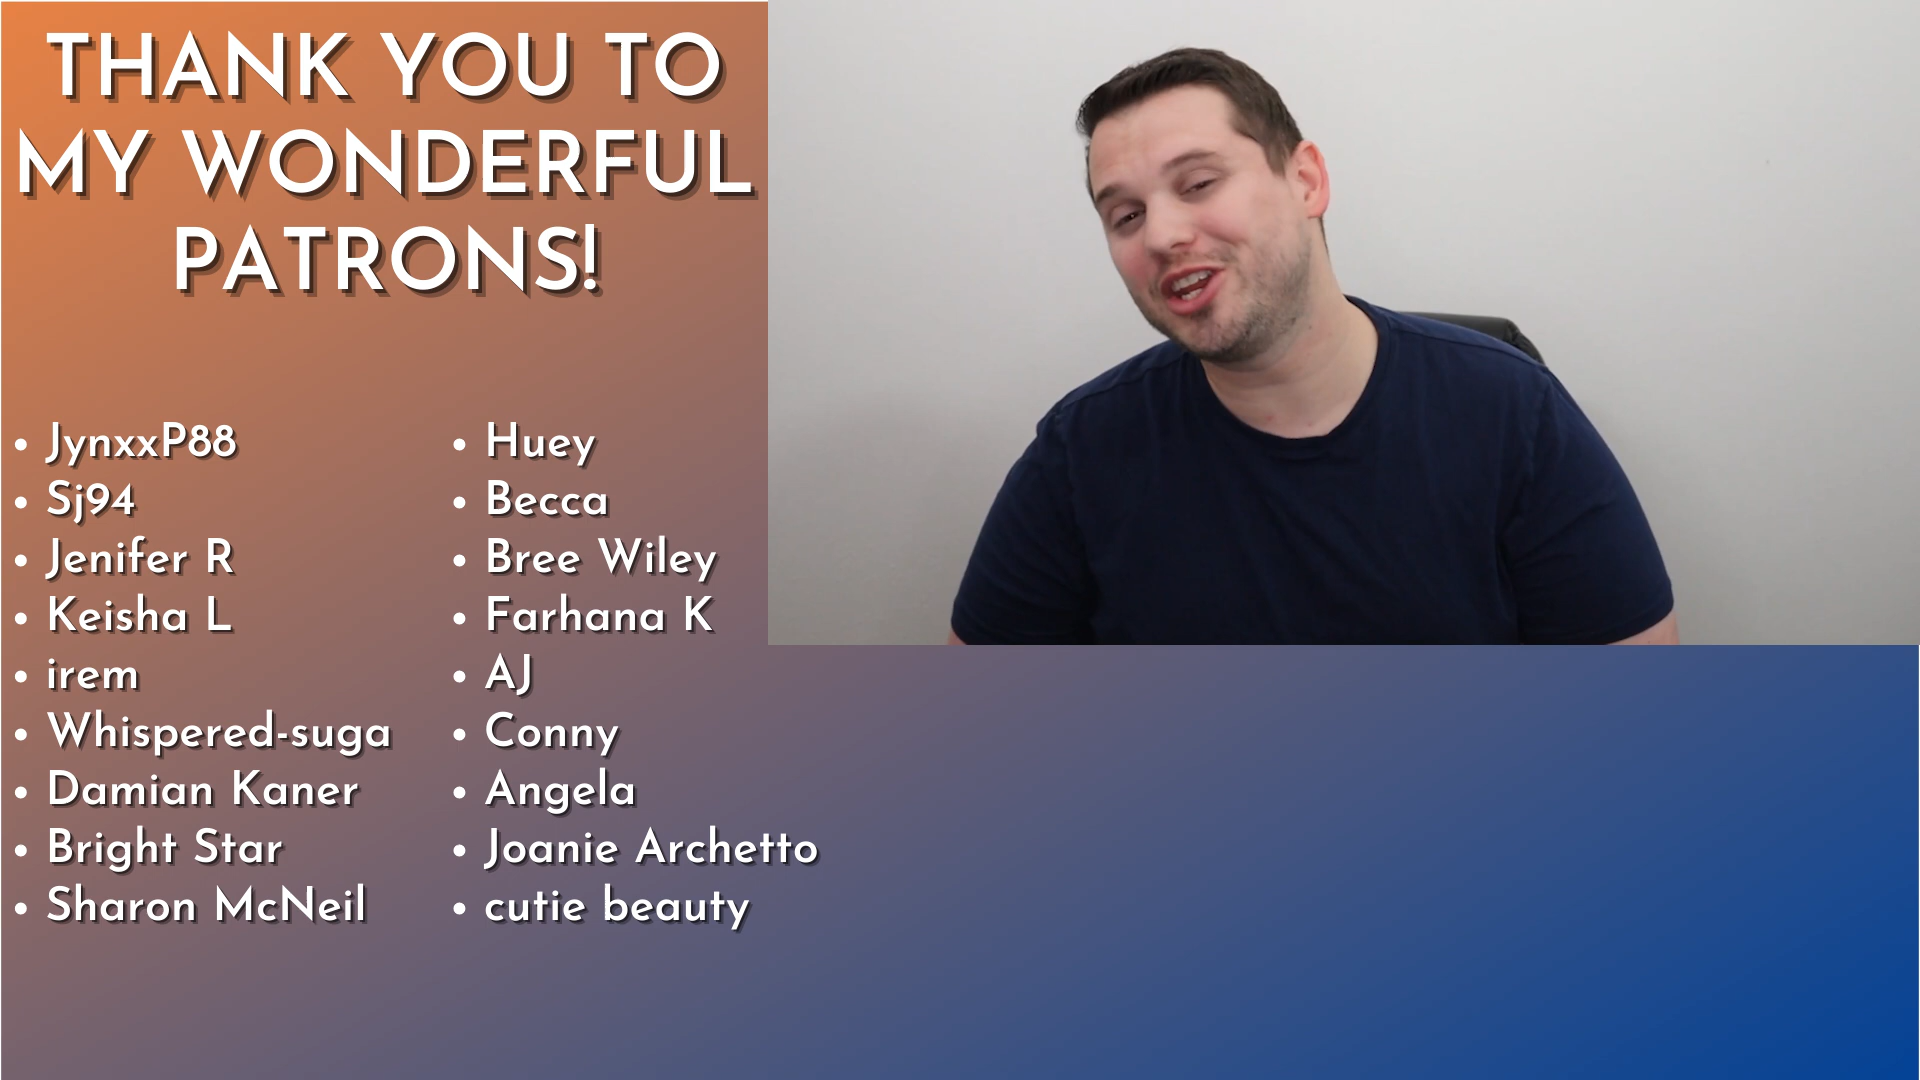 THANK YOU TO
MY WONDERFUL
PATRONS!
• JynxxP88
• Sj94
• Jenifer R
• Keisha L
• irem
• Whispered-suga
• Damian Kaner
• Bright Star
• Sharon McNeil
• Huey
• Becca
• Bree Wiley
• Farhana K
• AJ
• Conny
• Angela
• Joanie Archetto
• cutie beauty